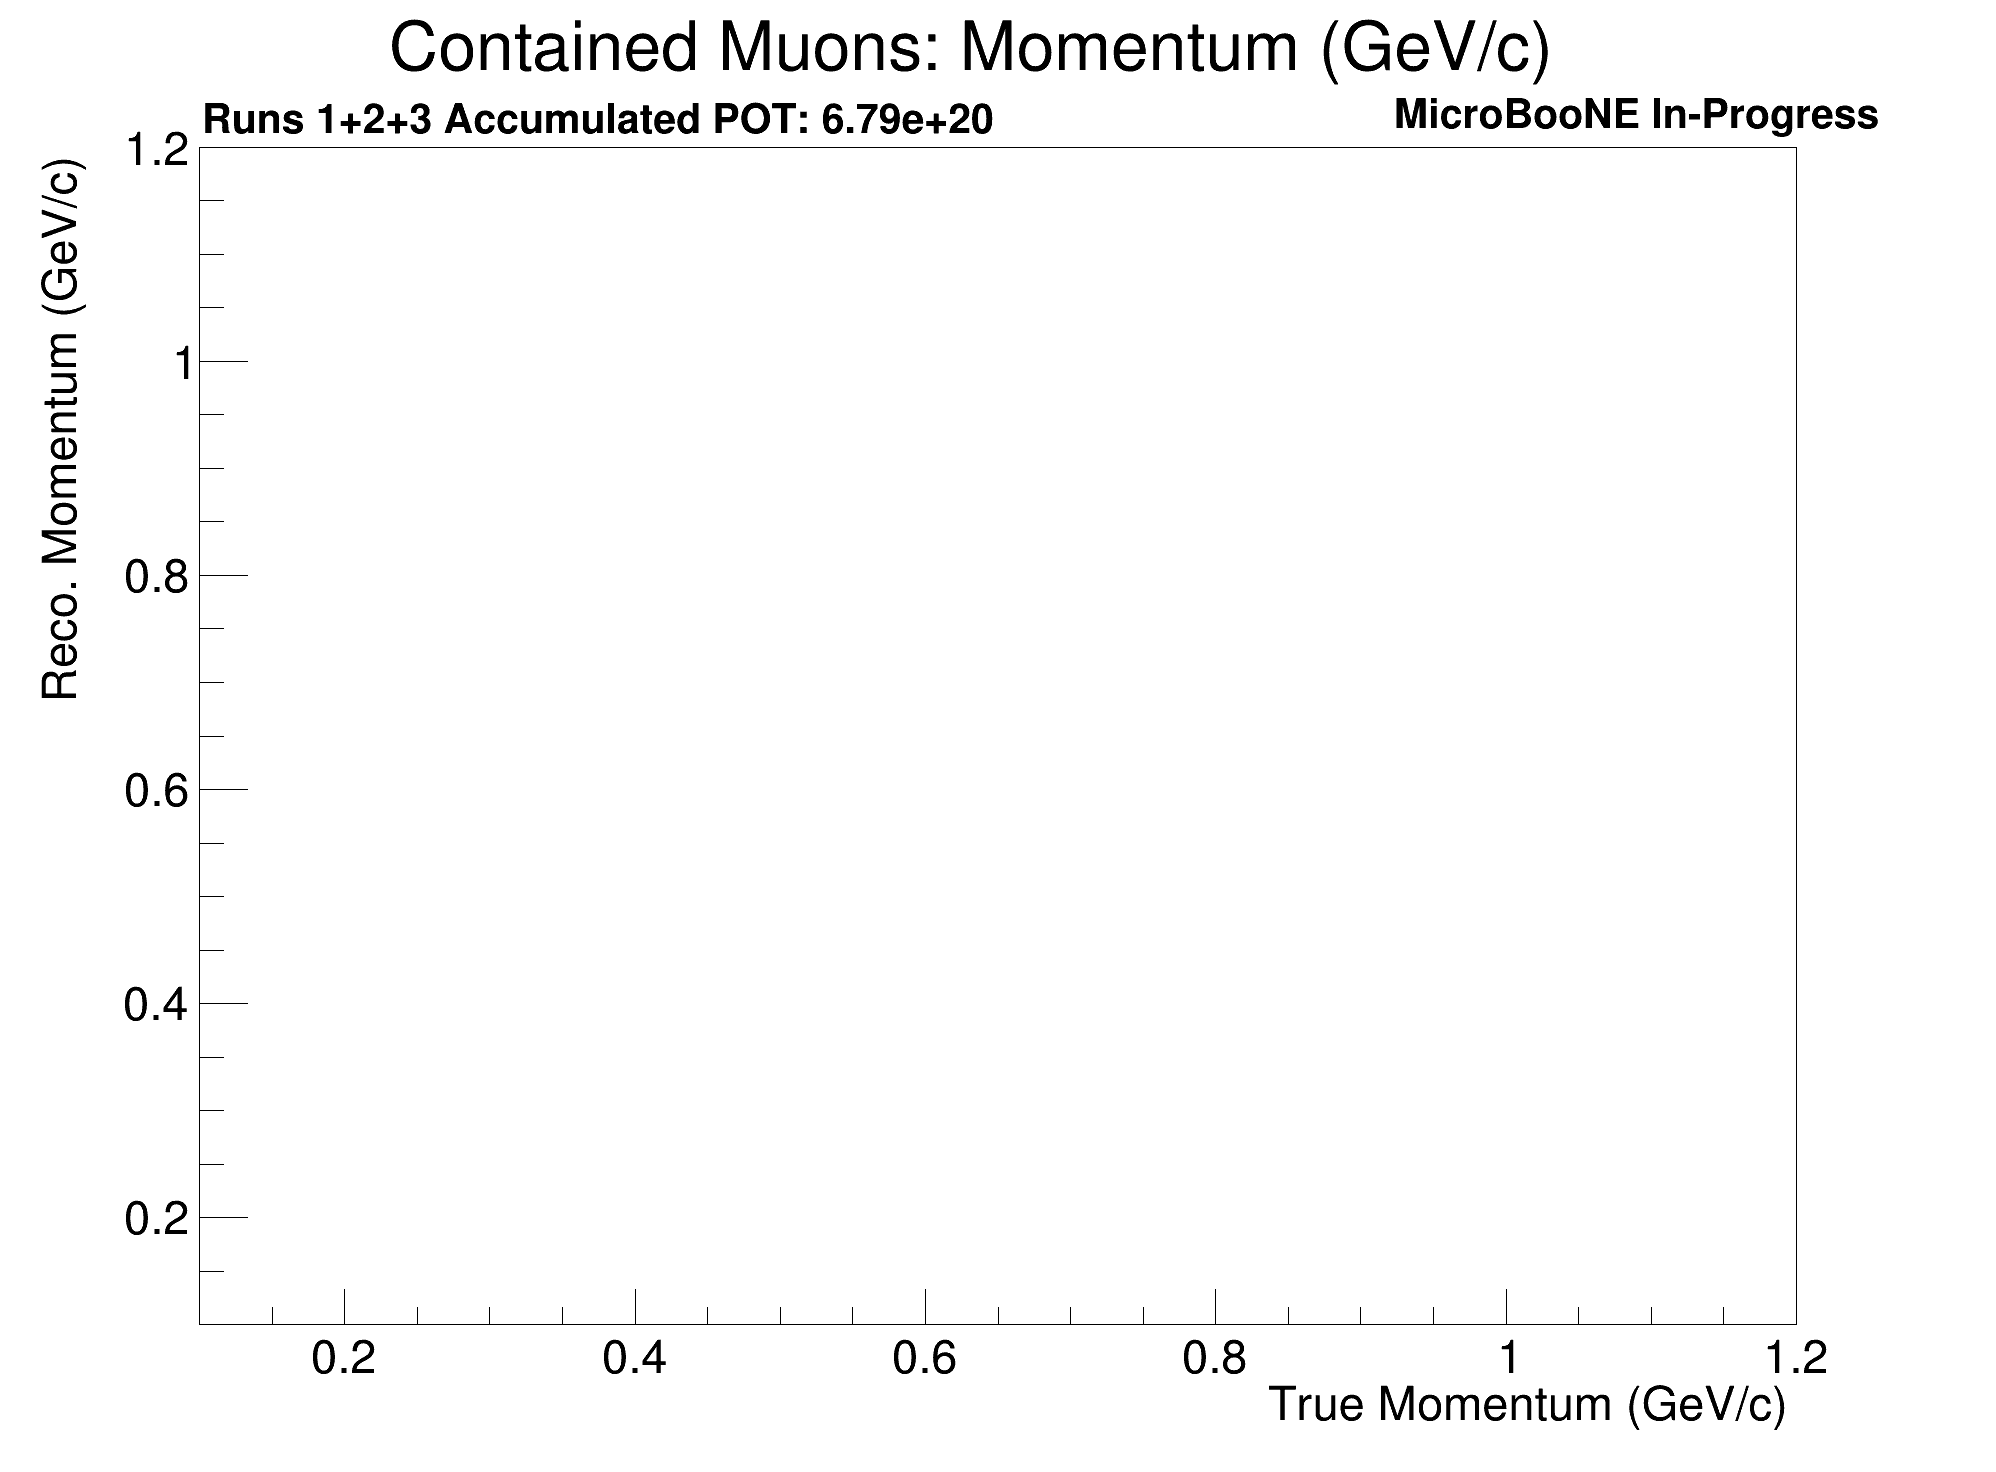 Contained Muons: Momentum (GeV/c)
Runs 1+2+3 Accumulated POT: 6.79e+20
MicroBooNE In-Progress
Reco. Momentum (GeV/c)
1.2
1
0.8
0.6
0.4
0.2
0.2 0.4 0.6 0.8 1 1.2
True Momentum (GeV/c)